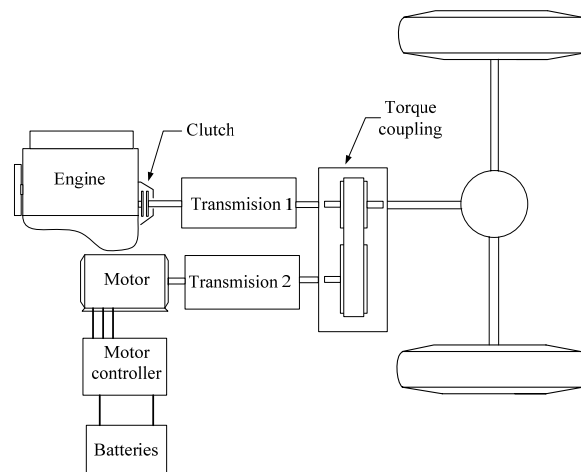 Torque
coupling
Clutch
Engine
Transmision 1
Motor
Transmision 2
Motor
controller
Batteries